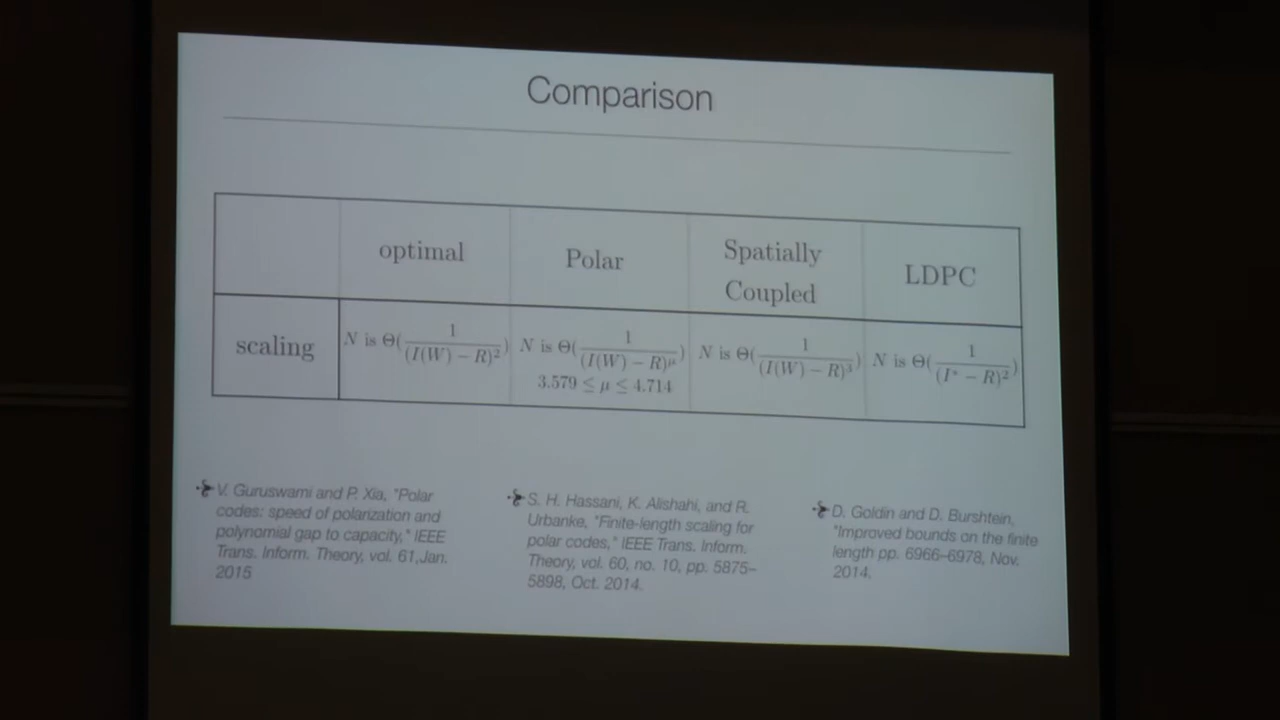 Comparison
optimal
Polar
Spatially
Coupled
LDPC
scaling
N is Θ(1/(I(W) − R)²)
N is Θ(1/(I(W) − R)^μ)
3.579 ≤ μ ≤ 4.714
N is Θ(1/(I(W) − R)³)
N is Θ(1/(I* − R)²)
V. Guruswami and P. Xia, "Polar
codes: speed of polarization and
polynomial gap to capacity," IEEE
Trans. Inform. Theory, vol. 61,Jan.
2015
S. H. Hassani, K. Alishahi, and R.
Urbanke, "Finite-length scaling for
polar codes," IEEE Trans. Inform.
Theory, vol. 60, no. 10, pp. 5875–
5898, Oct. 2014.
D. Goldin and D. Burshtein,
"Improved bounds on the finite
length pp. 6966–6978, Nov.
2014.